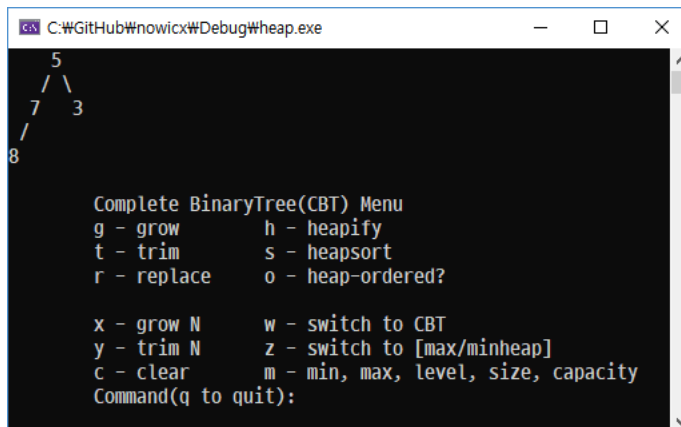 C:₩GitHub₩nowicx₩Debug₩heap.exe
5
/ \
7 3
/
8
Complete BinaryTree(CBT) Menu
g - grow h - heapify
t - trim s - heapsort
r - replace o - heap-ordered?
x - grow N w - switch to CBT
y - trim N z - switch to [max/minheap]
c - clear m - min, max, level, size, capacity
Command(q to quit):